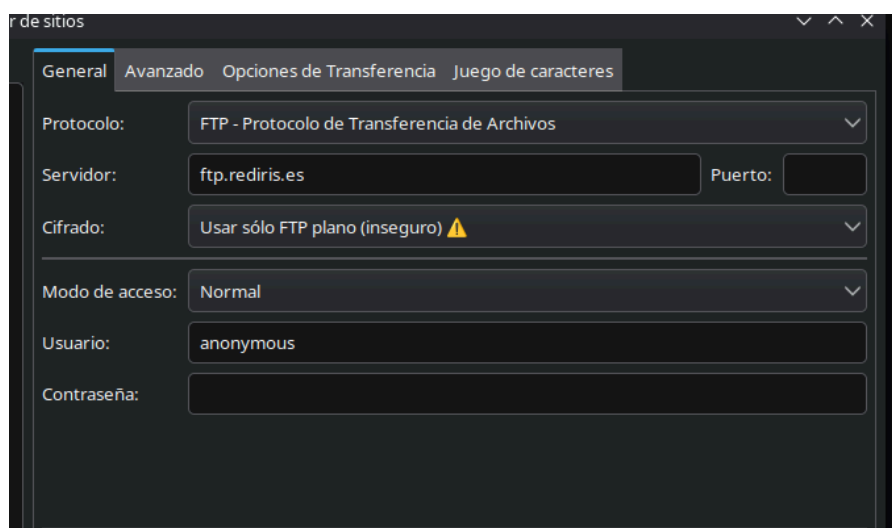 r de sitios
General Avanzado Opciones de Transferencia Juego de caracteres
Protocolo: FTP - Protocolo de Transferencia de Archivos
Servidor: ftp.rediris.es Puerto:
Cifrado: Usar sólo FTP plano (inseguro) ⚠
Modo de acceso: Normal
Usuario: anonymous
Contraseña: